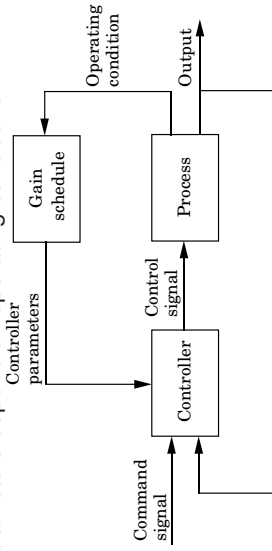 Controller
parameters
Gain
schedule
Operating
condition
Command
signal
Controller
Control
signal
Process
Output